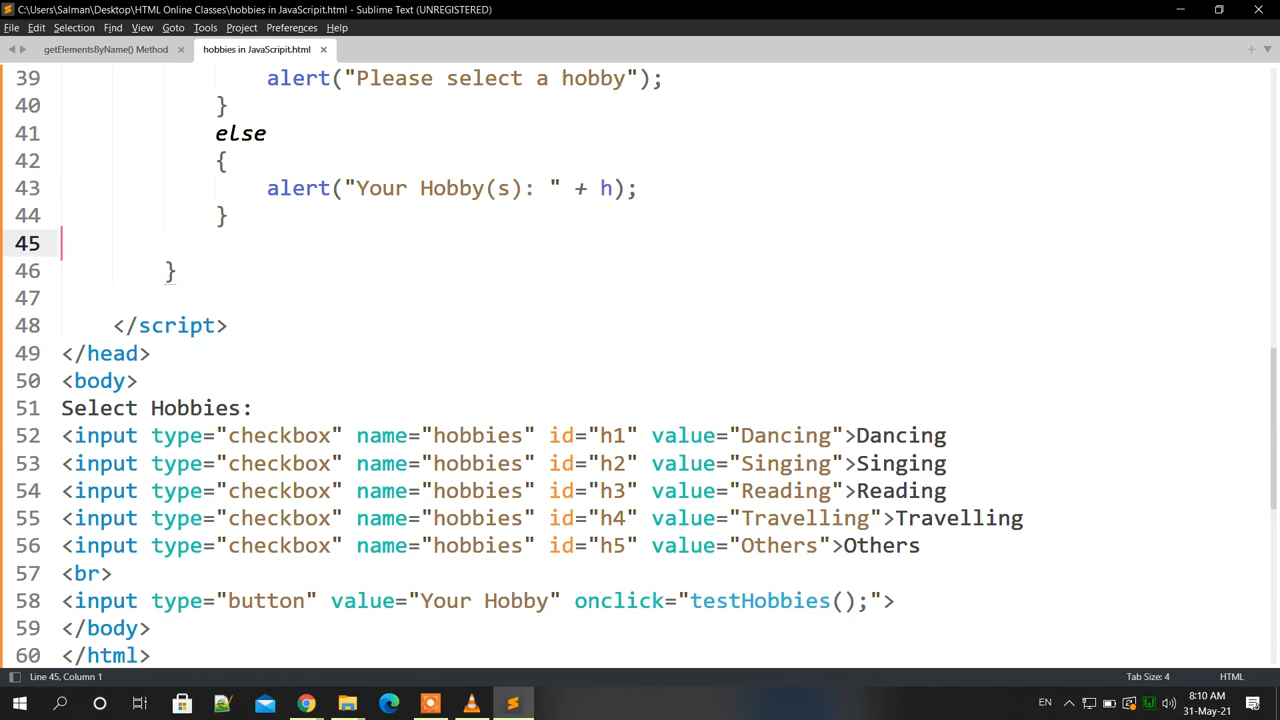 C:\Users\Salman\Desktop\HTML Online Classes\hobbies in JavaScripit.html - Sublime Text (UNREGISTERED)
File Edit Selection Find View Goto Tools Project Preferences Help
getElementsByName() Method × hobbies in JavaScripit.html ×
39 alert("Please select a hobby");
40 }
41 else
42 {
43 alert("Your Hobby(s): " + h);
44 }
45
46 }
47
48 </script>
49 </head>
50 <body>
51 Select Hobbies:
52 <input type="checkbox" name="hobbies" id="h1" value="Dancing">Dancing
53 <input type="checkbox" name="hobbies" id="h2" value="Singing">Singing
54 <input type="checkbox" name="hobbies" id="h3" value="Reading">Reading
55 <input type="checkbox" name="hobbies" id="h4" value="Travelling">Travelling
56 <input type="checkbox" name="hobbies" id="h5" value="Others">Others
57 <br>
58 <input type="button" value="Your Hobby" onclick="testHobbies();">
59 </body>
60 </html>
Line 45, Column 1 Tab Size: 4 HTML
EN 8:10 AM
31-May-21